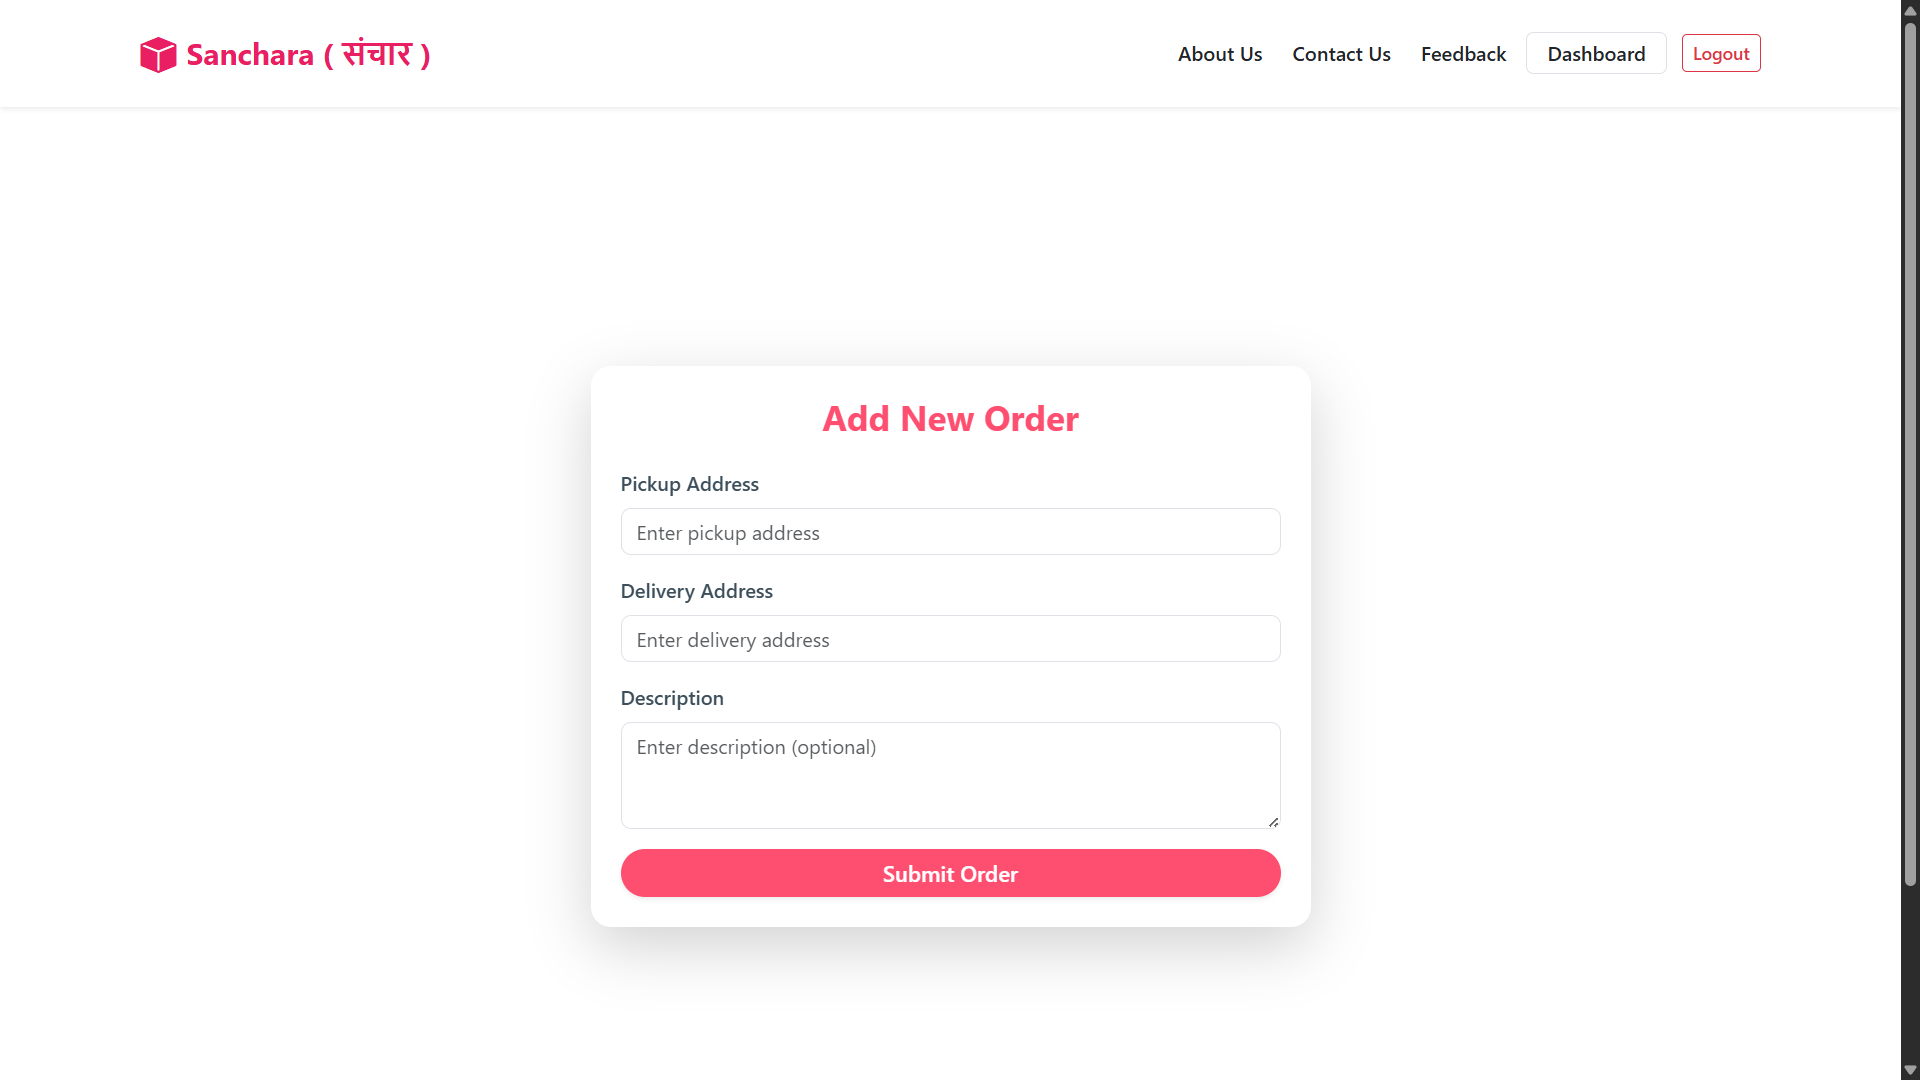 Sanchara ( संचार )
About Us
Contact Us
Feedback
Dashboard
Logout
Add New Order
Pickup Address
Enter pickup address
Delivery Address
Enter delivery address
Description
Enter description (optional)
Submit Order